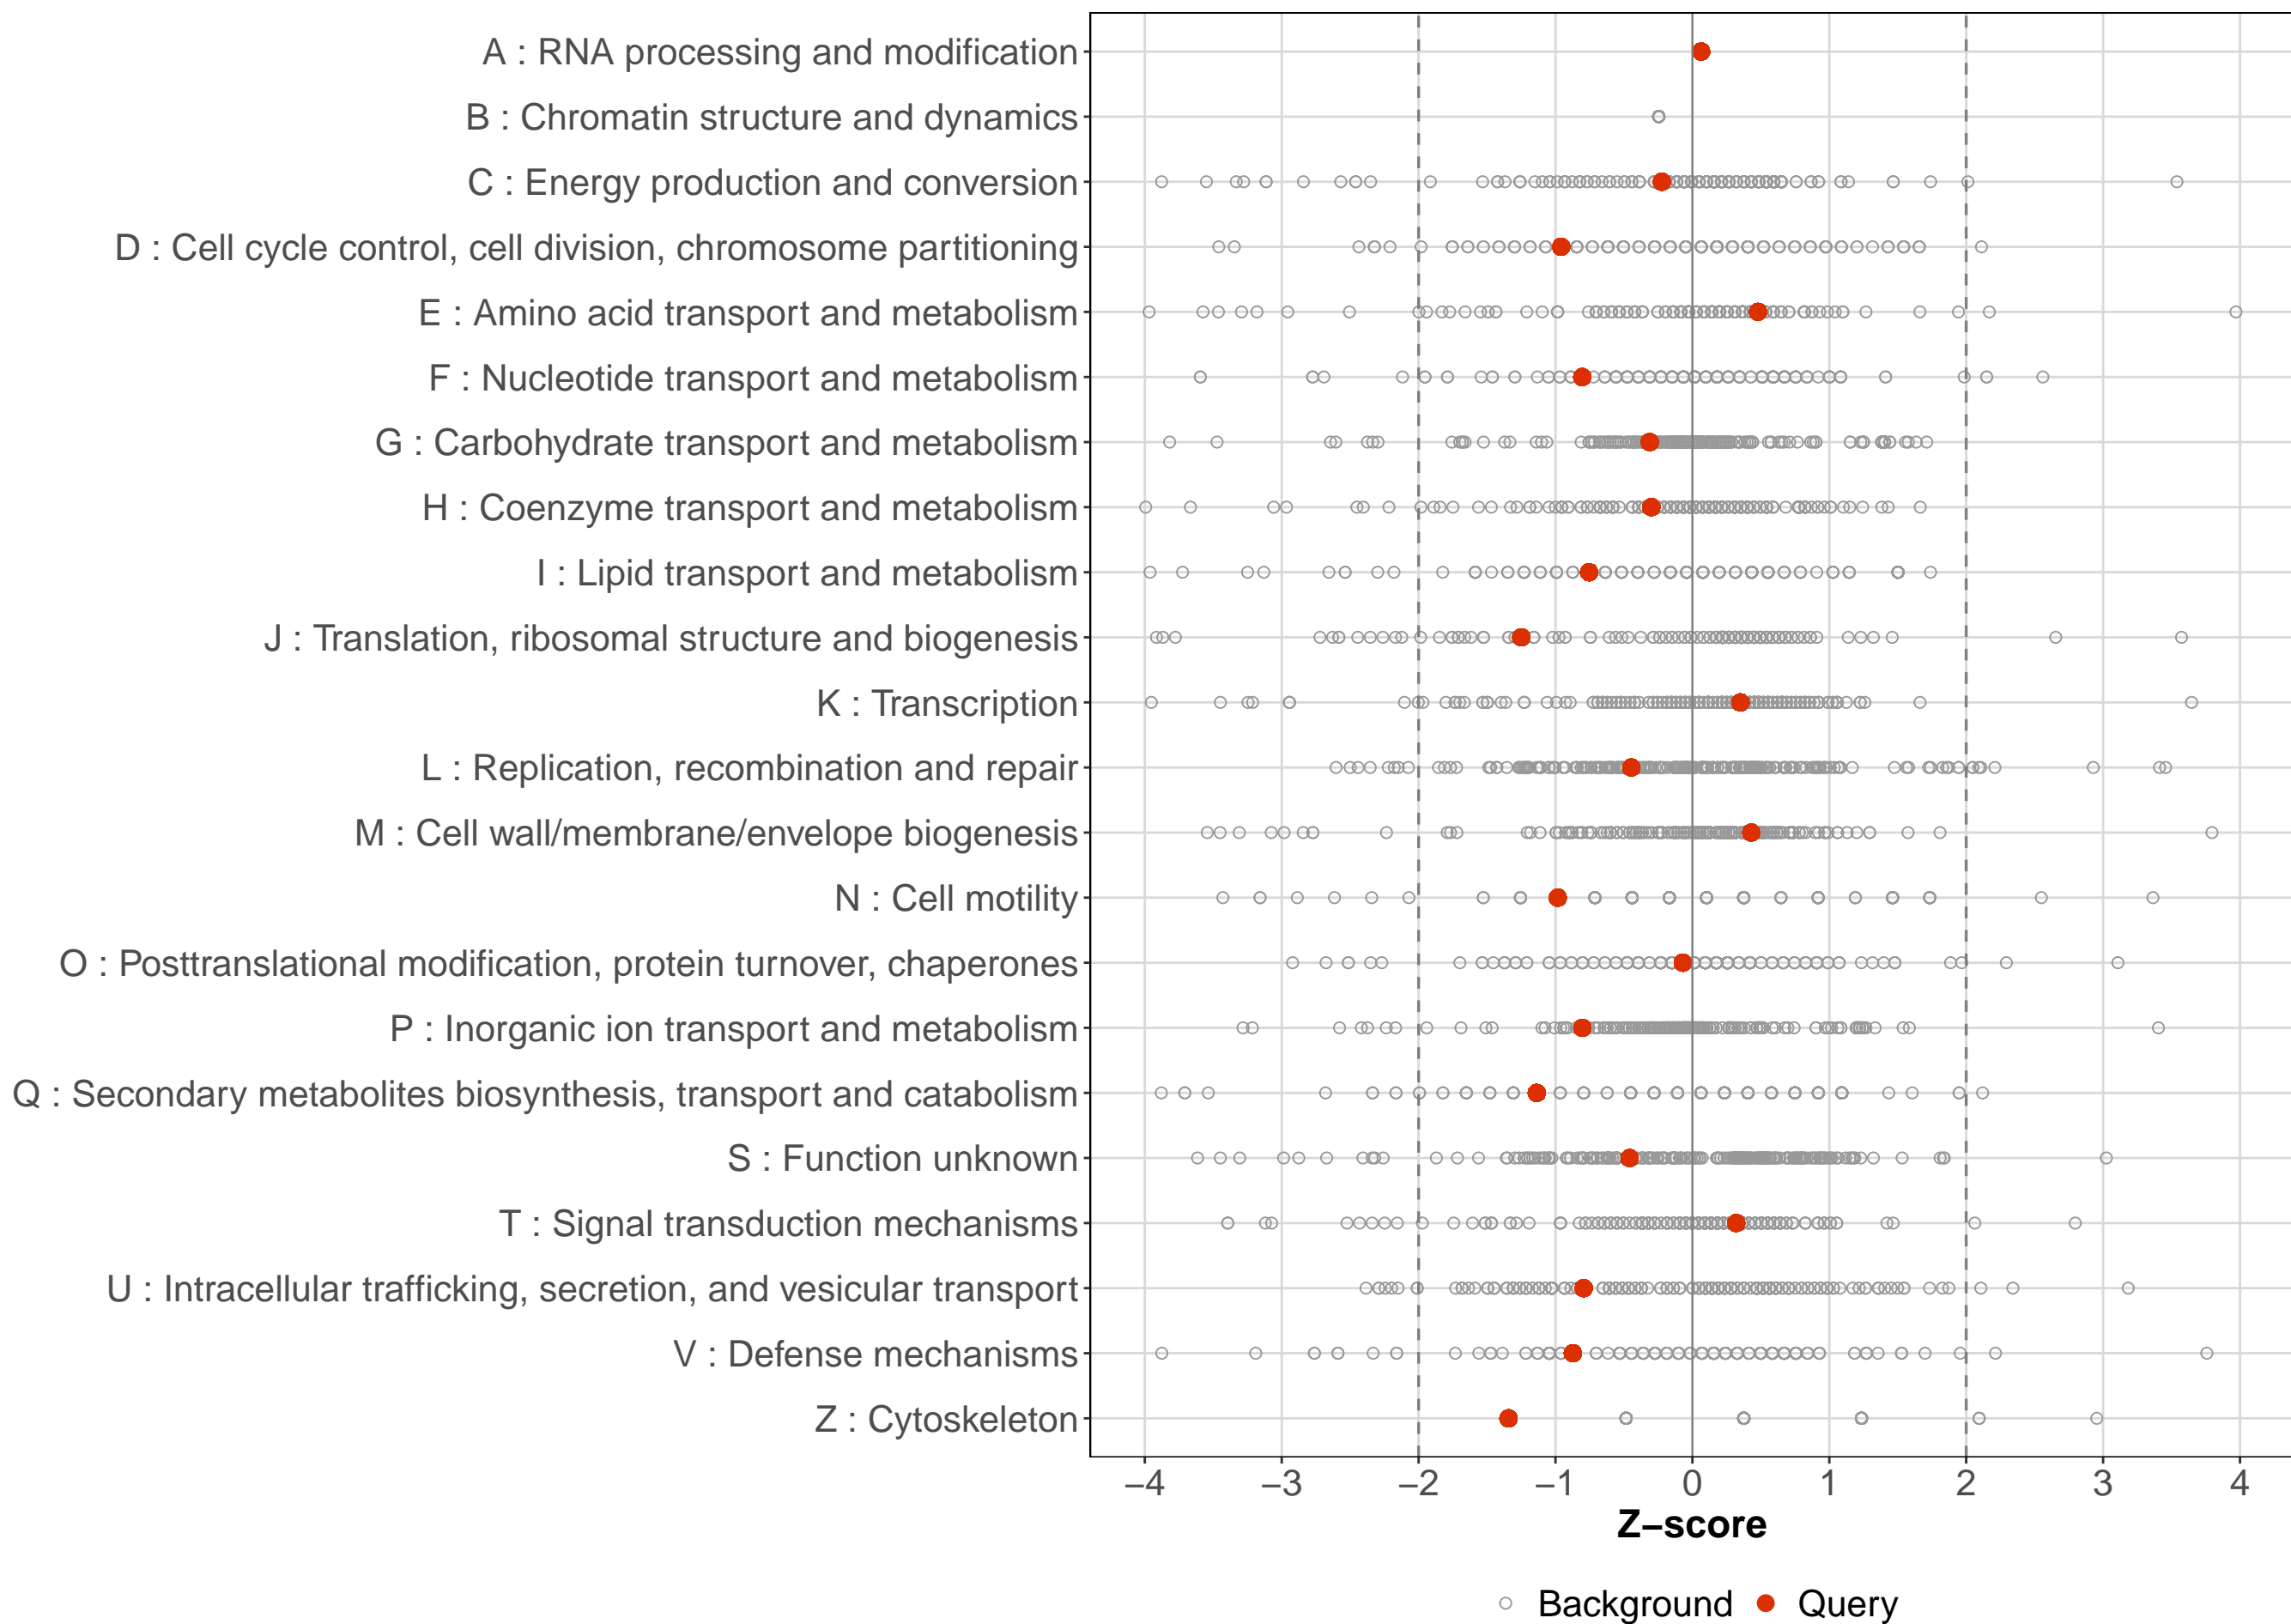 A : RNA processing and modification
B : Chromatin structure and dynamics
C : Energy production and conversion
D : Cell cycle control, cell division, chromosome partitioning
E : Amino acid transport and metabolism
F : Nucleotide transport and metabolism
G : Carbohydrate transport and metabolism
H : Coenzyme transport and metabolism
I : Lipid transport and metabolism
J : Translation, ribosomal structure and biogenesis
K : Transcription
L : Replication, recombination and repair
M : Cell wall/membrane/envelope biogenesis
N : Cell motility
O : Posttranslational modification, protein turnover, chaperones
P : Inorganic ion transport and metabolism
Q : Secondary metabolites biosynthesis, transport and catabolism
S : Function unknown
T : Signal transduction mechanisms
U : Intracellular trafficking, secretion, and vesicular transport
V : Defense mechanisms
Z : Cytoskeleton
−4 −3 −2 −1 0 1 2 3 4
Z−score
Background Query